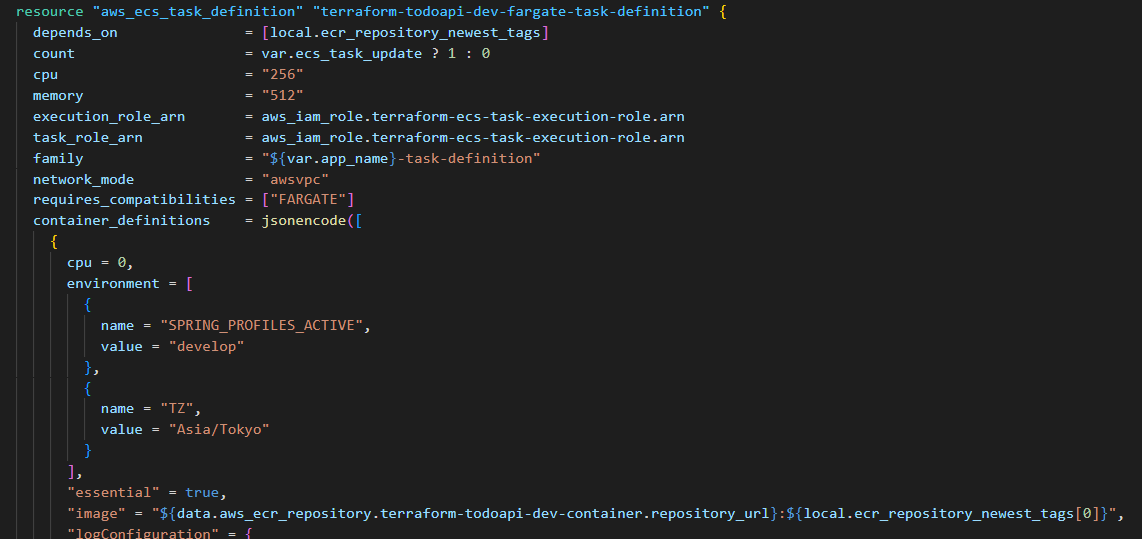 resource "aws_ecs_task_definition" "terraform-todoapi-dev-fargate-task-definition" {
  depends_on               = [local.ecr_repository_newest_tags]
  count                    = var.ecs_task_update ? 1 : 0
  cpu                      = "256"
  memory                   = "512"
  execution_role_arn       = aws_iam_role.terraform-ecs-task-execution-role.arn
  task_role_arn            = aws_iam_role.terraform-ecs-task-execution-role.arn
  family                   = "${var.app_name}-task-definition"
  network_mode             = "awsvpc"
  requires_compatibilities = ["FARGATE"]
  container_definitions    = jsonencode([
    {
      cpu = 0,
      environment = [
        {
          name = "SPRING_PROFILES_ACTIVE",
          value = "develop"
        },
        {
          name = "TZ",
          value = "Asia/Tokyo"
        }
      ],
      "essential" = true,
      "image" = "${data.aws_ecr_repository.terraform-todoapi-dev-container.repository_url}:${local.ecr_repository_newest_tags[0]}",
      "logConfiguration" = {